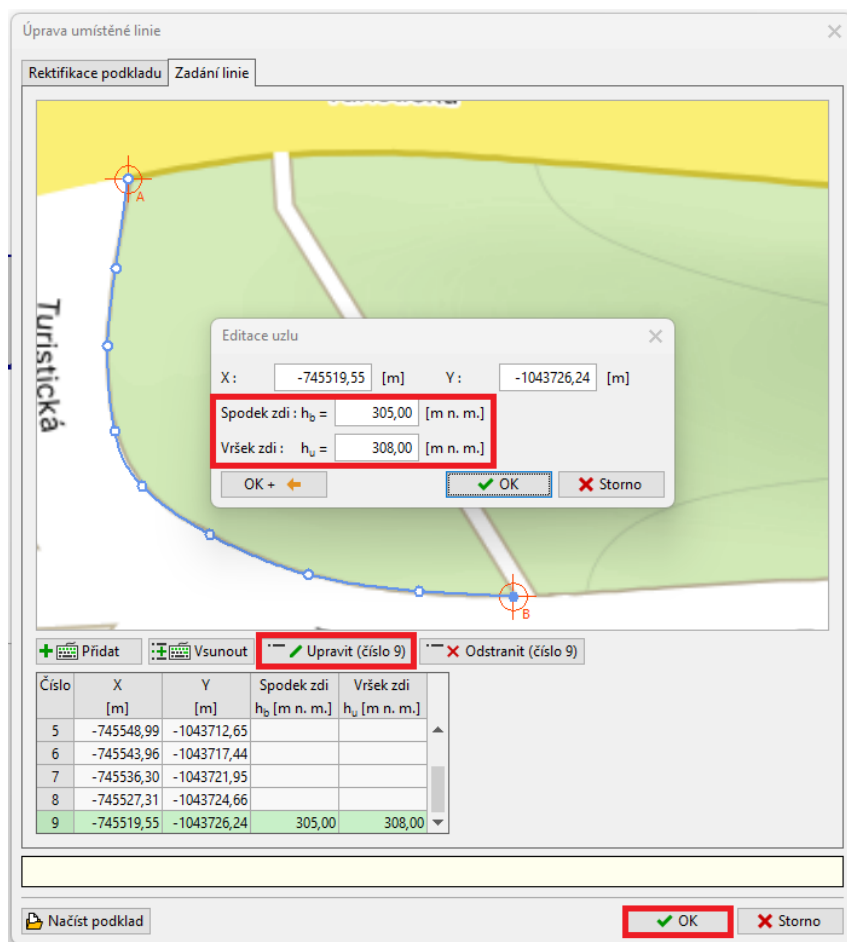 Úprava umístěné linie
Rektifikace podkladu Zadání linie
A
Turistická
Editace uzlu
X : -745519,55 [m] Y : -1043726,24 [m]
Spodek zdi : hb = 305,00 [m n. m.]
Vršek zdi : hu = 308,00 [m n. m.]
OK + OK Storno
B
Přidat Vsunout Upravit (číslo 9) Odstranit (číslo 9)
Číslo X Y Spodek zdi Vršek zdi
[m] [m] hb [m n. m.] hu [m n. m.]
5 -745548,99 -1043712,65
6 -745543,96 -1043717,44
7 -745536,30 -1043721,95
8 -745527,31 -1043724,66
9 -745519,55 -1043726,24 305,00 308,00
Načíst podklad OK Storno